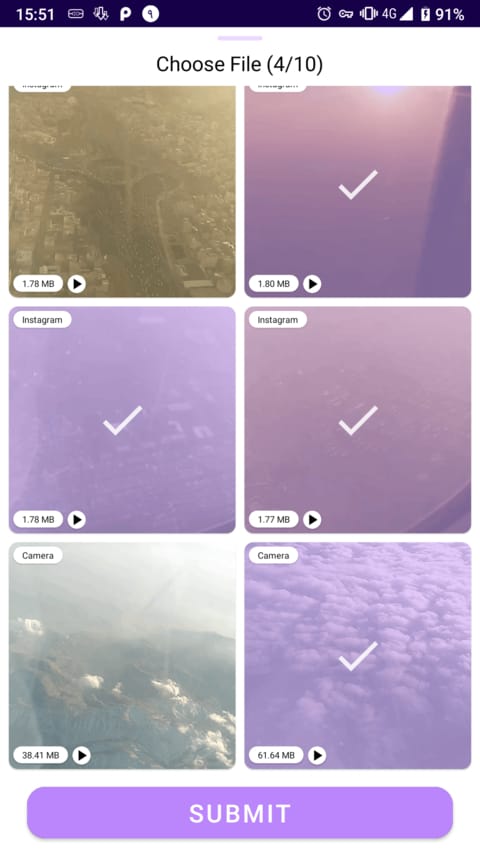 15:51 4G 91%
Choose File (4/10)
Instagram Instagram
1.78 MB 1.80 MB
Instagram Instagram
1.78 MB 1.77 MB
Camera Camera
38.41 MB 61.64 MB
SUBMIT